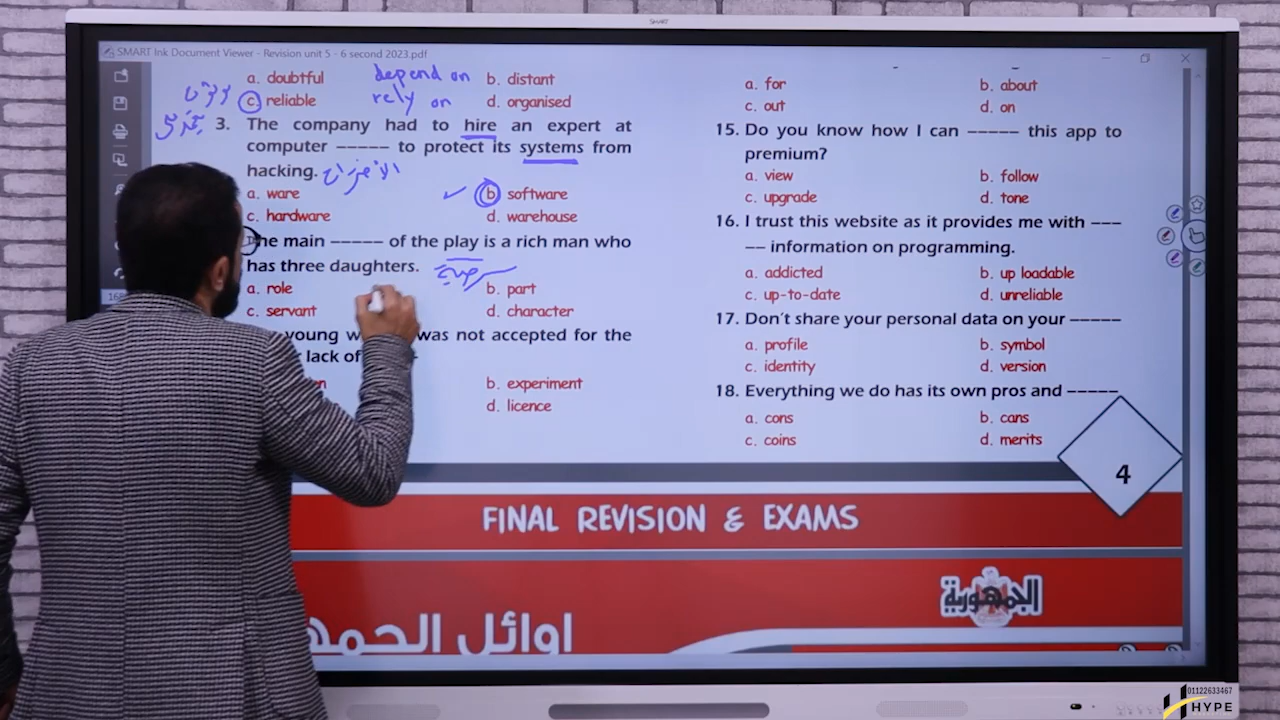 SMART
SMART Ink Document Viewer - Revision unit 5 - 6 second 2023.pdf
a. doubtful
depend on
b. distant
c. reliable
rely on
d. organised
3. The company had to hire an expert at
computer ----- to protect its systems from
hacking.
a. ware
b. software
c. hardware
d. warehouse
The main ----- of the play is a rich man who
has three daughters.
a. role
b. part
c. servant
d. character
young
was not accepted for the
lack of
b. experiment
d. licence
a. for
b. about
c. out
d. on
15. Do you know how I can ----- this app to
premium?
a. view
b. follow
c. upgrade
d. tone
16. I trust this website as it provides me with ---
-- information on programming.
a. addicted
b. up loadable
c. up-to-date
d. unreliable
17. Don´t share your personal data on your -----
a. profile
b. symbol
c. identity
d. version
18. Everything we do has its own pros and -----
a. cons
b. cans
c. coins
d. merits
4
FINAL REVISION & EXAMS
الجمهورية
اوائل الجمه
01122633467
HYPE